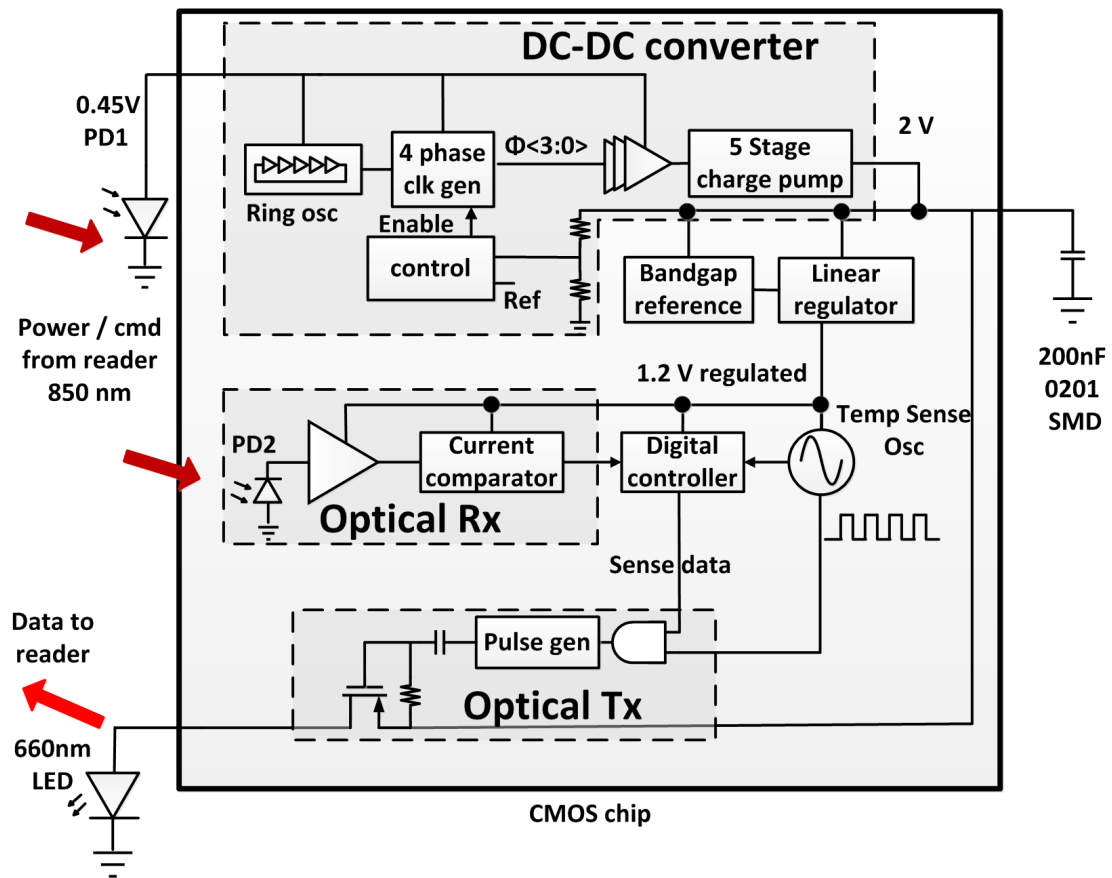 DC-DC converter
0.45V
PD1
2 V
4 phase
clk gen
Φ<3:0>
5 Stage
charge pump
Ring osc
Enable
control
Ref
Bandgap
reference
Linear
regulator
Power / cmd
from reader
850 nm
200nF
0201
SMD
1.2 V regulated
Temp Sense
Osc
PD2
Current
comparator
Digital
controller
Optical Rx
Sense data
Data to
reader
Pulse gen
Optical Tx
660nm
LED
CMOS chip